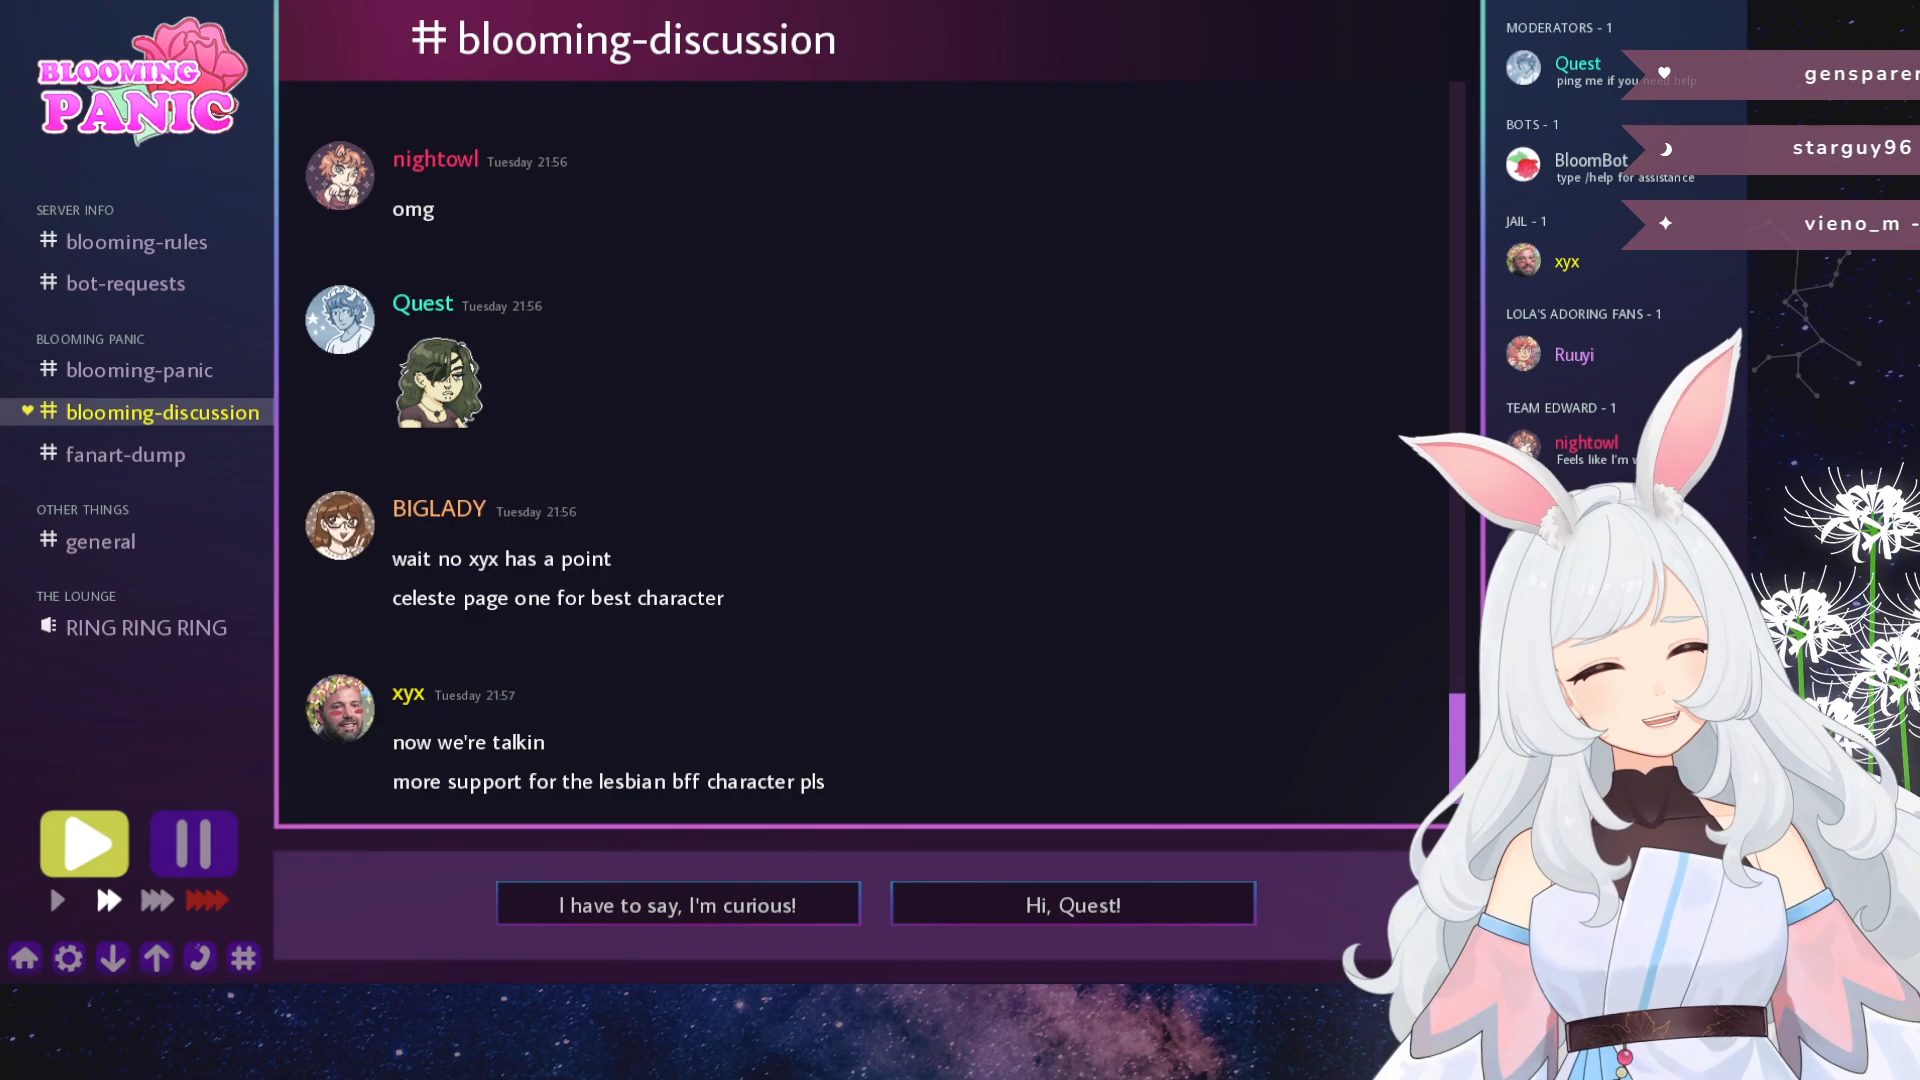 BLOOMING
PANIC
SERVER INFO
# blooming-rules
# bot-requests
BLOOMING PANIC
# blooming-panic
# blooming-discussion
# fanart-dump
OTHER THINGS
# general
THE LOUNGE
RING RING RING
# blooming-discussion
nightowl Tuesday 21:56
omg
Quest Tuesday 21:56
BIGLADY Tuesday 21:56
wait no xyx has a point
celeste page one for best character
xyx Tuesday 21:57
now we're talkin
more support for the lesbian bff character pls
I have to say, I'm curious!
Hi, Quest!
MODERATORS - 1
Quest
ping me if you need help
BOTS - 1
BloomBot
type /help for assistance
JAIL - 1
xyx
LOLA'S ADORING FANS - 1
Ruuyi
TEAM EDWARD - 1
nightowl
Feels like I'm
gensparen
starguy96
vieno_m -